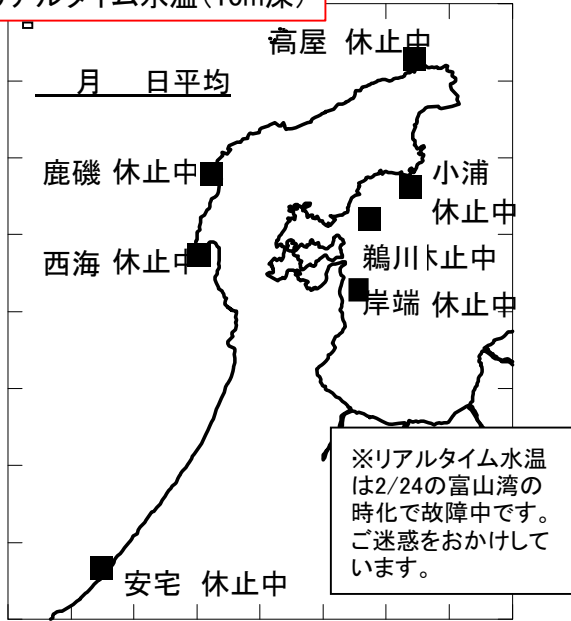 リアルタイム水温(10m深)
高屋 休止中
月 日平均
鹿磯 休止中
小浦
休止中
西海 休止中
鵜川 休止中
岸端 休止中
※リアルタイム水温
は2/24の富山湾の
時化で故障中です。
ご迷惑をおかけして
います。
安宅 休止中